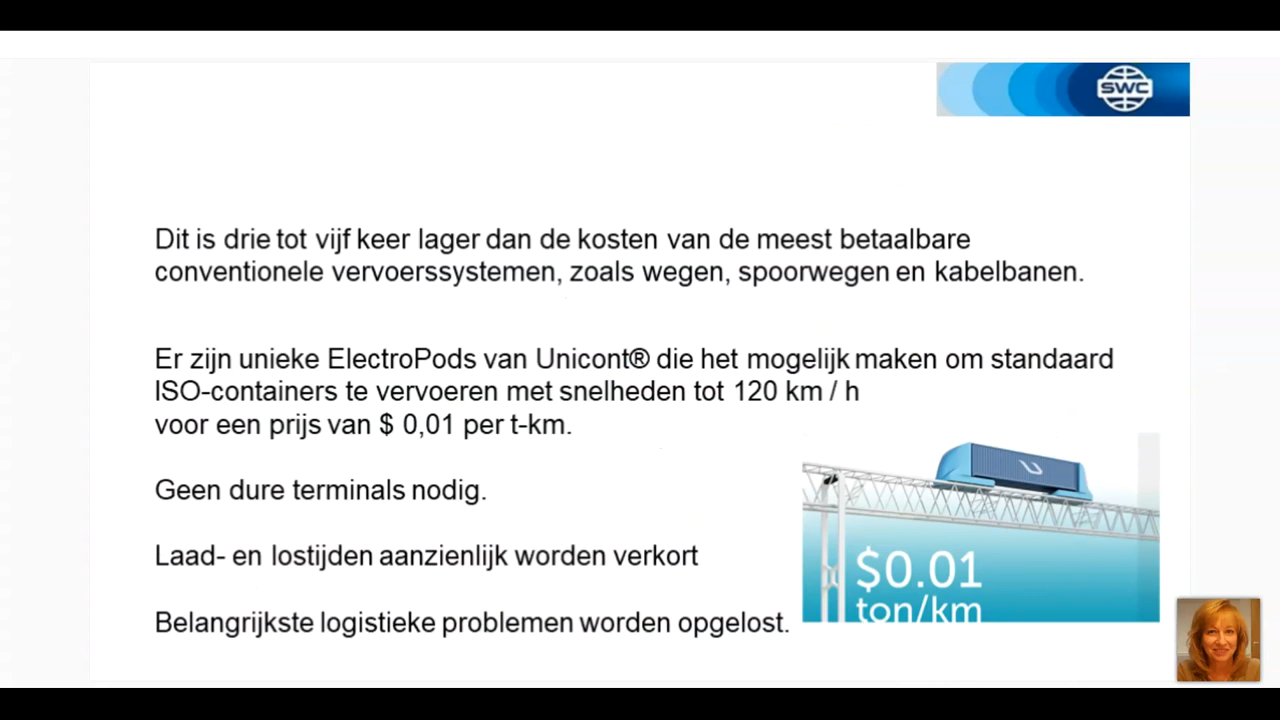 SWC
Dit is drie tot vijf keer lager dan de kosten van de meest betaalbare
conventionele vervoerssystemen, zoals wegen, spoorwegen en kabelbanen.
Er zijn unieke ElectroPods van Unicont® die het mogelijk maken om standaard
ISO-containers te vervoeren met snelheden tot 120 km / h
voor een prijs van $ 0,01 per t-km.
Geen dure terminals nodig.
Laad- en lostijden aanzienlijk worden verkort
Belangrijkste logistieke problemen worden opgelost.
$0.01
ton/km